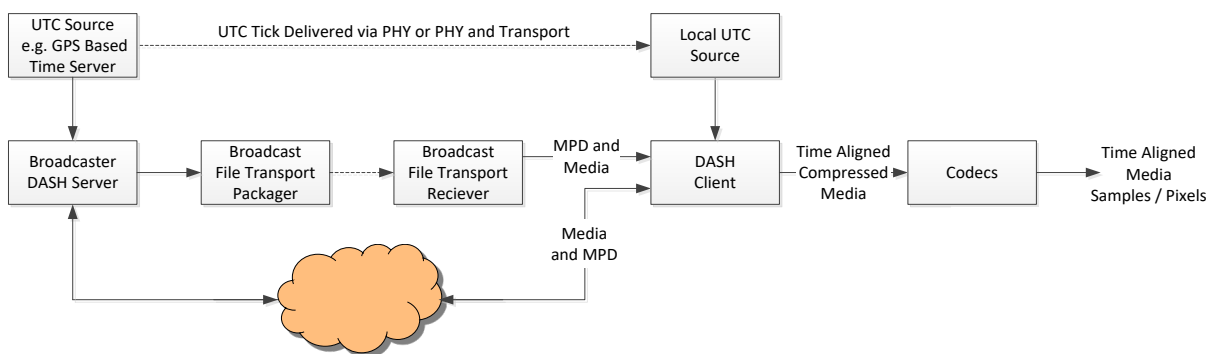 UTC Source
e.g. GPS Based
Time Server
UTC Tick Delivered via PHY or PHY and Transport
Local UTC
Source
Broadcaster
DASH Server
Broadcast
File Transport
Packager
Broadcast
File Transport
Reciever
MPD and
Media
DASH
Client
Time Aligned
Compressed
Media
Codecs
Time Aligned
Media
Samples / Pixels
Media
and MPD